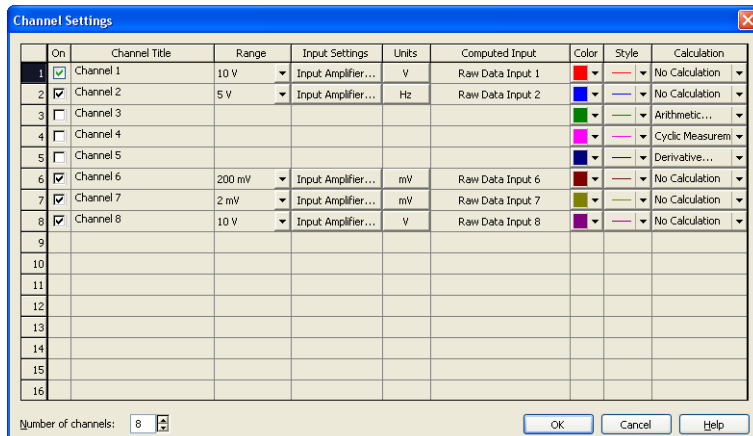 Channel Settings
On Channel Title Range Input Settings Units Computed Input Color Style Calculation
1 Channel 1 10 V Input Amplifier... V Raw Data Input 1 No Calculation
2 Channel 2 5 V Input Amplifier... Hz Raw Data Input 2 No Calculation
3 Channel 3 Arithmetic...
4 Channel 4 Cyclic Measurem
5 Channel 5 Derivative...
6 Channel 6 200 mV Input Amplifier... mV Raw Data Input 6 No Calculation
7 Channel 7 2 mV Input Amplifier... mV Raw Data Input 7 No Calculation
8 Channel 8 10 V Input Amplifier... V Raw Data Input 8 No Calculation
9
10
11
12
13
14
15
16
Number of channels: 8 OK Cancel Help